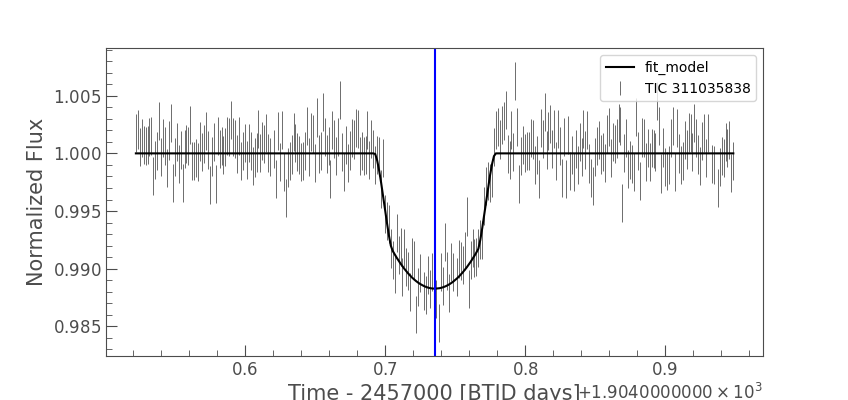 fit_model
TIC 311035838
Normalized Flux
1.005
1.000
0.995
0.990
0.985
0.6 0.7 0.8 0.9
Time - 2457000 [BTJD days]
+1.9040000000 × 10³